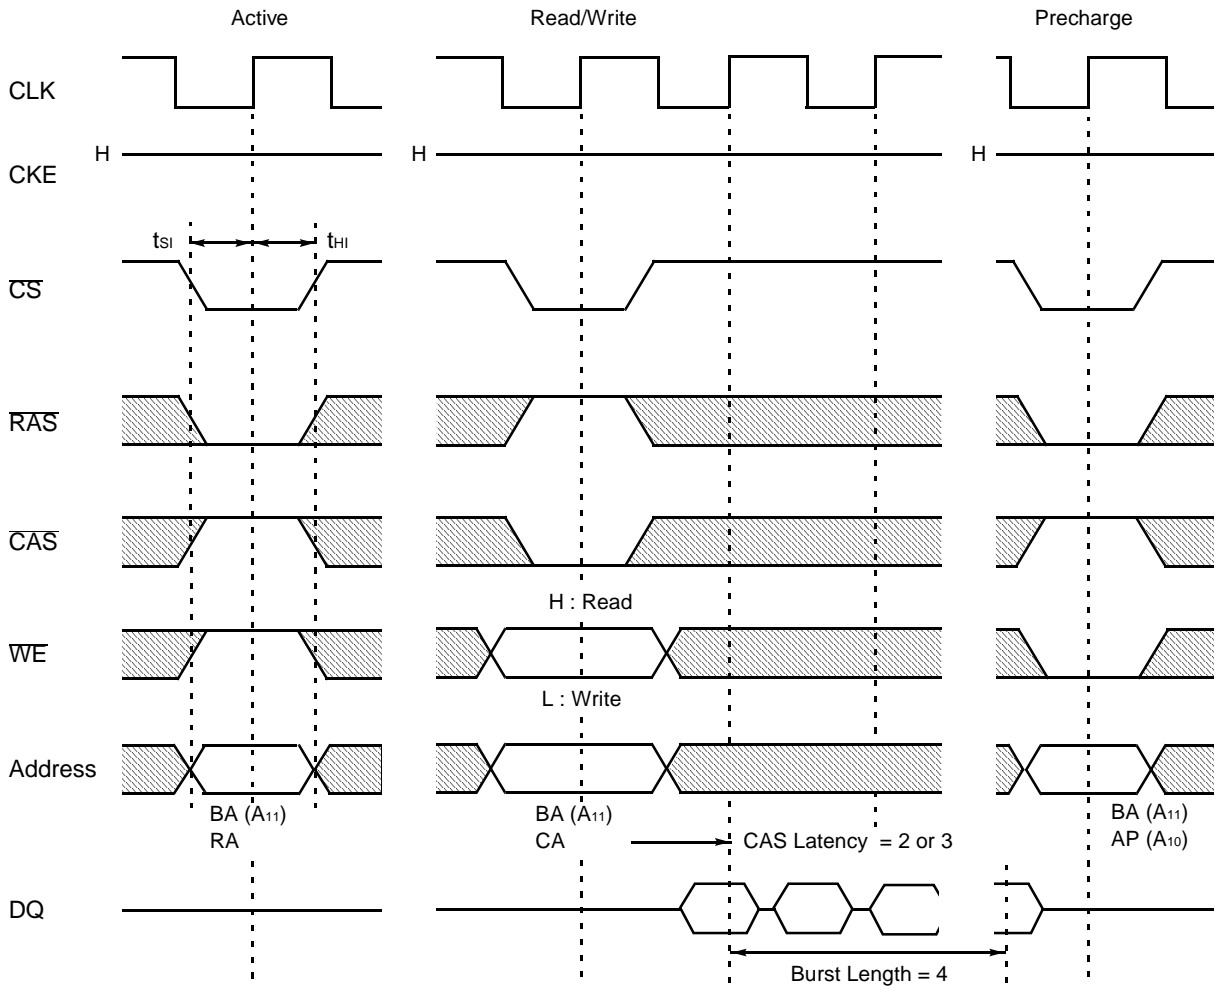 Active Read/Write Precharge
CLK
H H H
CKE
tSI tHI
CS
RAS
CAS
H : Read
WE
L : Write
Address
BA (A11) BA (A11) BA (A11)
RA CA CAS Latency = 2 or 3 AP (A10)
DQ
Burst Length = 4